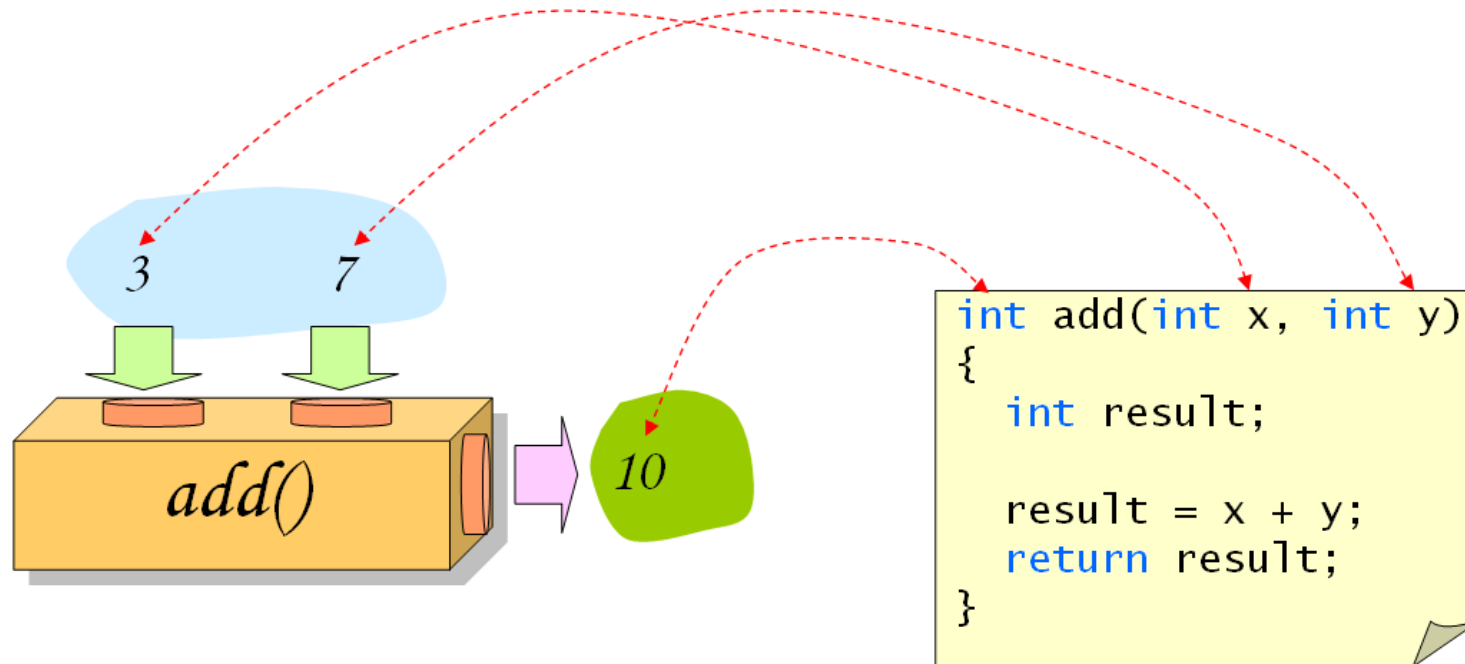 3 7
add()
10
int add(int x, int y)
{
int result;
result = x + y;
return result;
}